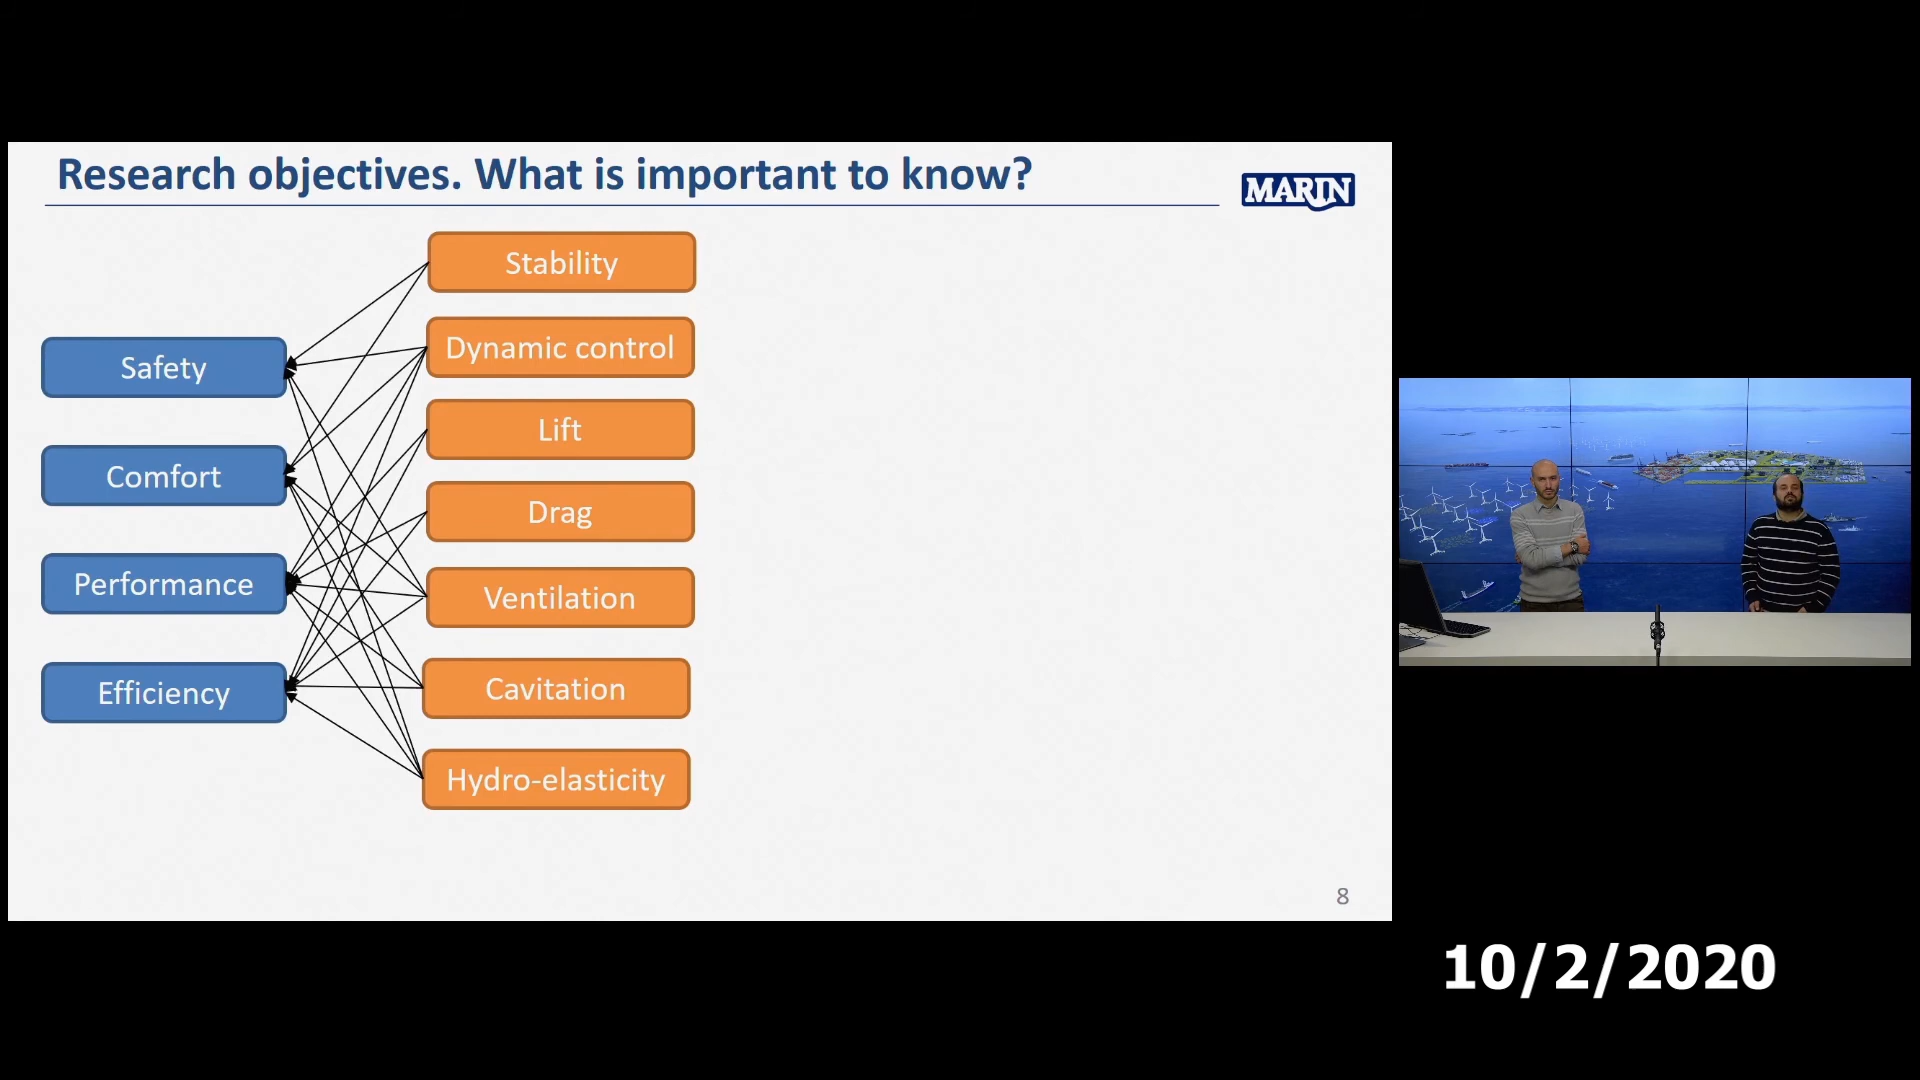 Research objectives. What is important to know?
MARIN
Stability
Dynamic control
Safety
Lift
Comfort
Drag
Performance
Ventilation
Efficiency
Cavitation
Hydro-elasticity
8
10/2/2020